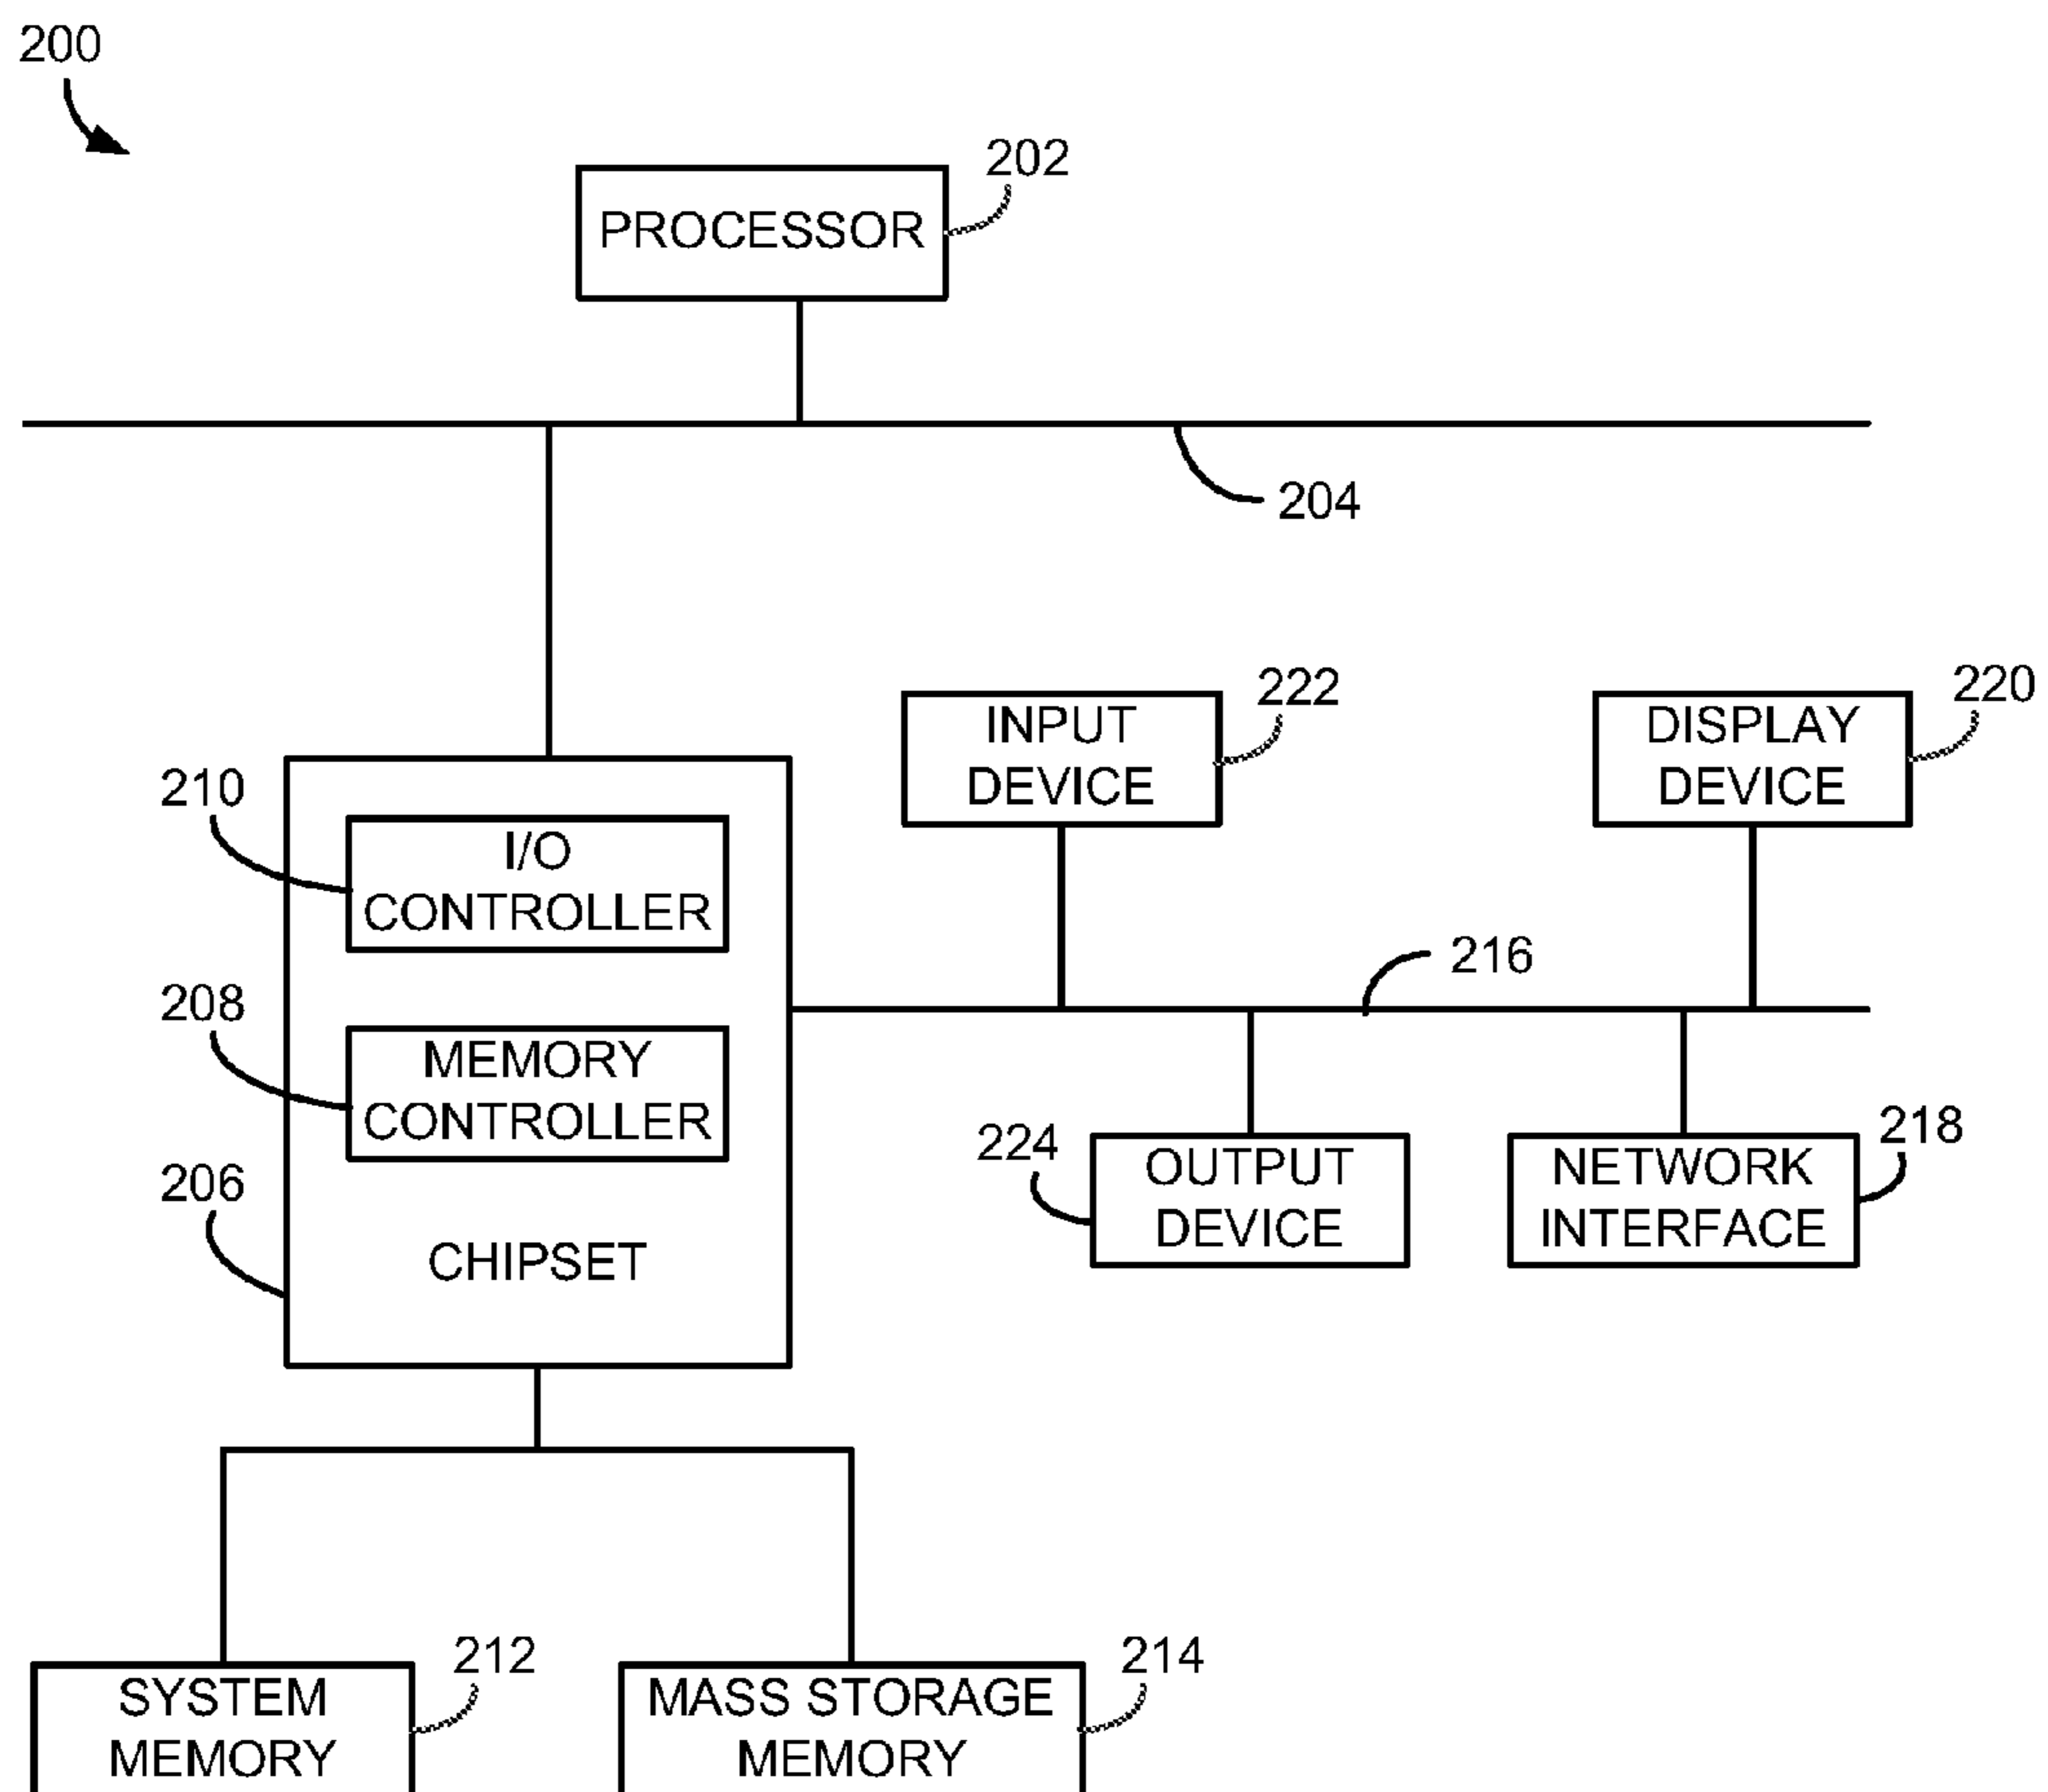 200
202
PROCESSOR
204
222
INPUT
DEVICE
220
DISPLAY
DEVICE
210
I/O
CONTROLLER
216
208
MEMORY
CONTROLLER
206
CHIPSET
224
OUTPUT
DEVICE
218
NETWORK
INTERFACE
212
SYSTEM
MEMORY
214
MASS STORAGE
MEMORY